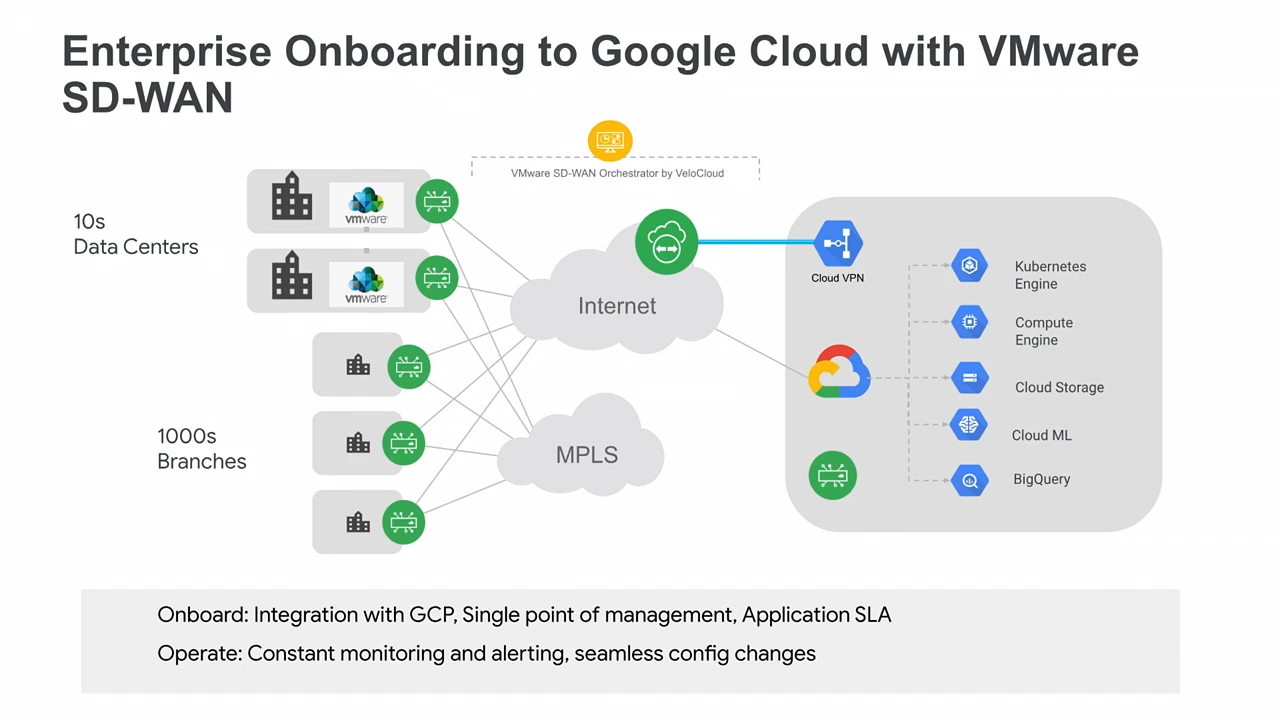 Enterprise Onboarding to Google Cloud with VMware
SD-WAN
VMware SD-WAN Orchestrator by VeloCloud
10s
Data Centers
vmware
vmware
1000s
Branches
Internet
MPLS
Cloud VPN
Kubernetes
Engine
Compute
Engine
Cloud Storage
Cloud ML
BigQuery
Onboard: Integration with GCP, Single point of management, Application SLA
Operate: Constant monitoring and alerting, seamless config changes